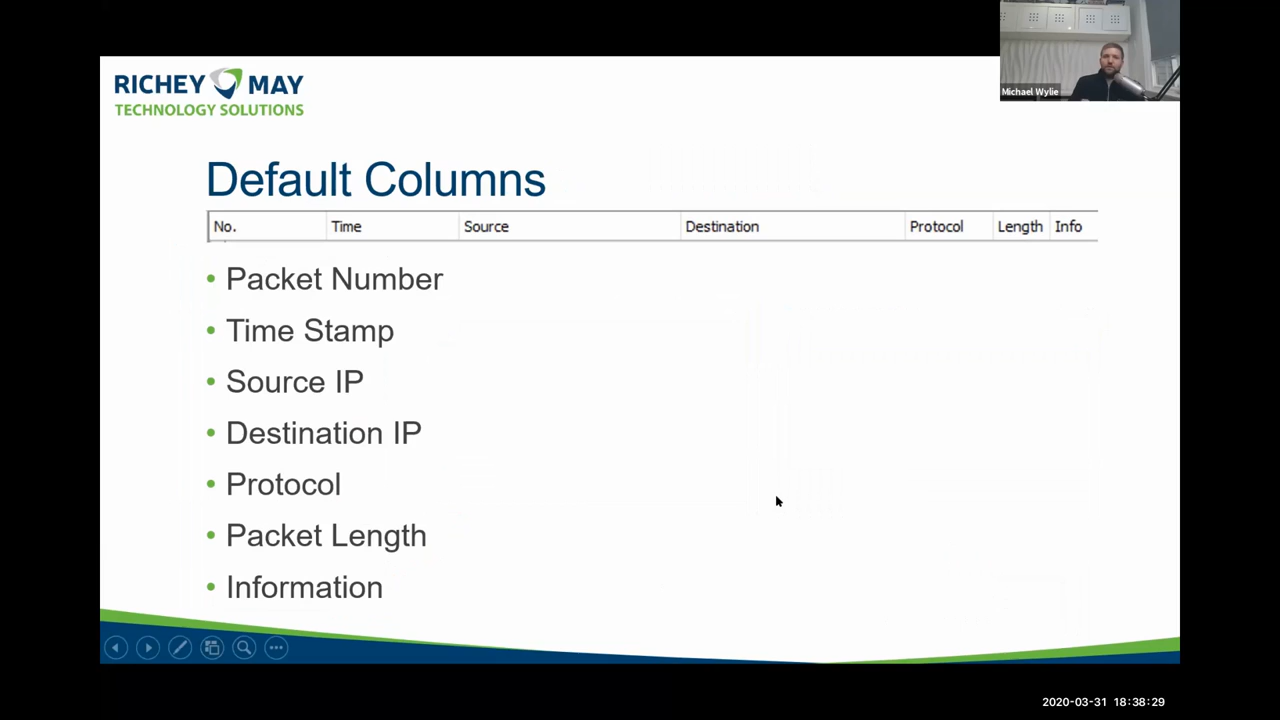 RICHEY MAY
TECHNOLOGY SOLUTIONS
Michael Wylie
Default Columns
No. Time Source Destination Protocol Length Info
• Packet Number
• Time Stamp
• Source IP
• Destination IP
• Protocol
• Packet Length
• Information
2020-03-31 18:38:29